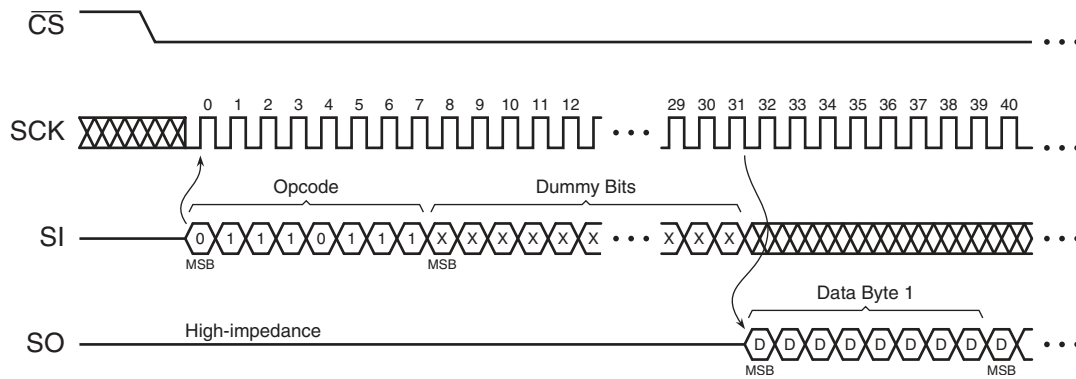 CS
• • •
0 1 2 3 4 5 6 7 8 9 10 11 12 29 30 31 32 33 34 35 36 37 38 39 40
SCK • • • • • •
Opcode Dummy Bits
SI 0 1 1 1 0 1 1 1 X X X X X X • • • X X X • • •
MSB MSB
Data Byte 1
High-impedance
SO D D D D D D D D D • • •
MSB MSB